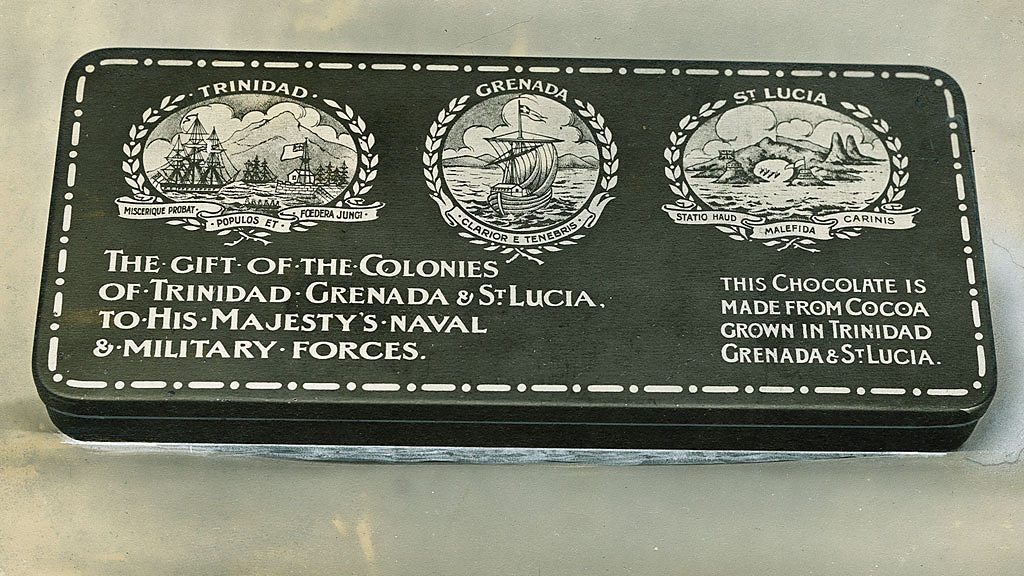 TRINIDAD
MISCERIQUE PROBAT·
·POPULOS ET·
FŒDERA JUNGI·
GRENADA
·CLARIOR E TENEBRIS·
ST LUCIA
STATIO HAUD
MALEFIDA
CARINIS
THE·GIFT OF·THE·COLONIES
OF·TRINIDAD·GRENADA & ST LUCIA,
TO·HIS·MAJESTY'S·NAVAL
&·MILITARY·FORCES.
THIS CHOCOLATE IS
MADE FROM COCOA
GROWN IN TRINIDAD
GRENADA & ST LUCIA.